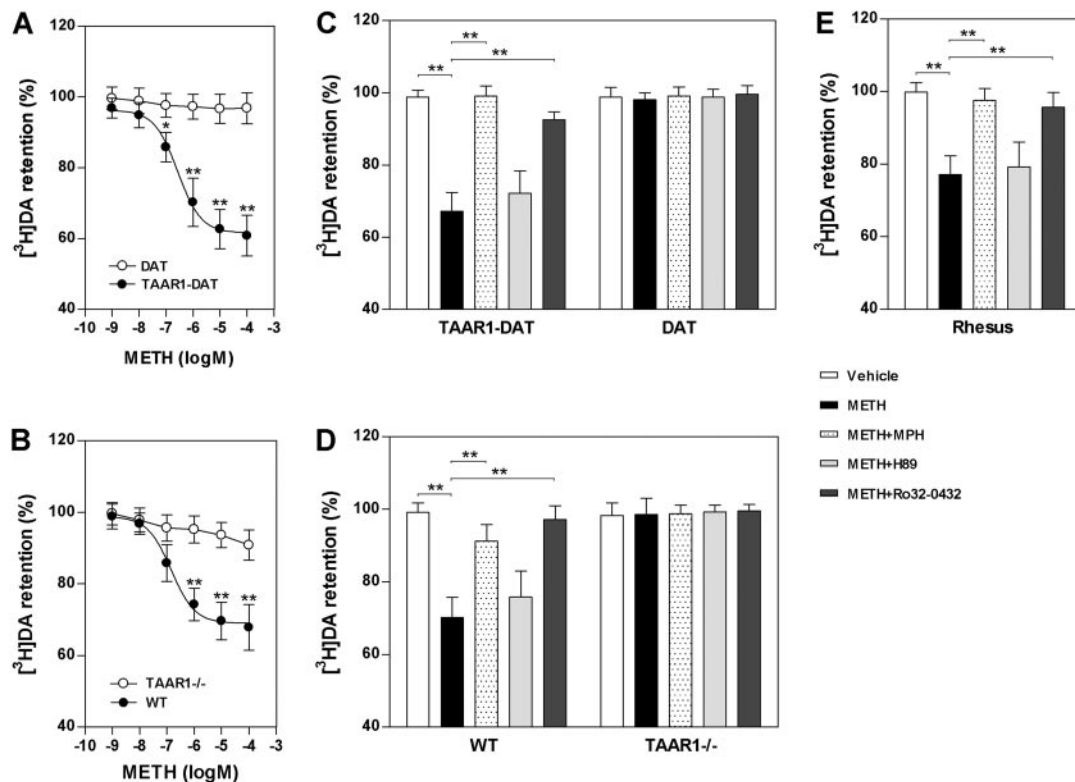 A
[³H]DA retention (%)
120
100
80
60
40
*
**
**
**
DAT
TAAR1-DAT
-10 -9 -8 -7 -6 -5 -4 -3
METH (logM)
C
[³H]DA retention (%)
120
100
80
60
40
**
**
**
TAAR1-DAT
DAT
E
[³H]DA retention (%)
120
100
80
60
40
**
**
**
Rhesus
Vehicle
METH
METH+MPH
METH+H89
METH+Ro32-0432
B
[³H]DA retention (%)
120
100
80
60
40
**
**
**
TAAR1-/-
WT
-10 -9 -8 -7 -6 -5 -4 -3
METH (logM)
D
[³H]DA retention (%)
120
100
80
60
40
**
**
**
WT
TAAR1-/-